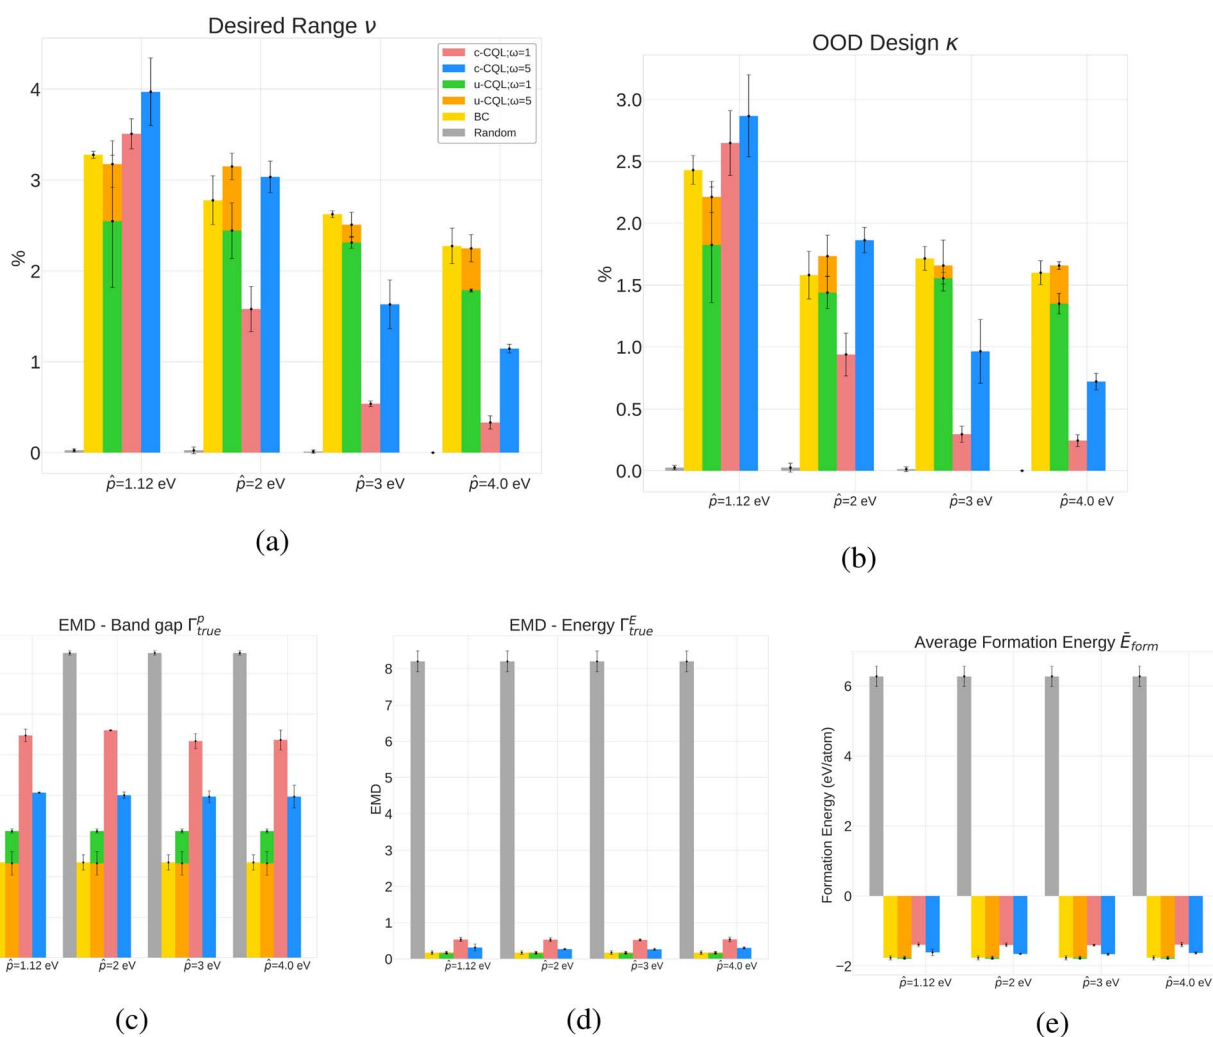 Desired Range ν
c-CQL;ω=1
c-CQL;ω=5
u-CQL;ω=1
u-CQL;ω=5
BC
Random
4
3
2
1
0
%
p̂=1.12 eV
p̂=2 eV
p̂=3 eV
p̂=4.0 eV
(a)
OOD Design κ
3.0
2.5
2.0
1.5
1.0
0.5
0.0
%
p̂=1.12 eV
p̂=2 eV
p̂=3 eV
p̂=4.0 eV
(b)
EMD - Band gap Γ^p_true
p̂=1.12 eV
p̂=2 eV
p̂=3 eV
p̂=4.0 eV
(c)
EMD - Energy Γ^E_true
8
7
6
5
4
3
2
1
0
EMD
p̂=1.12 eV
p̂=2 eV
p̂=3 eV
p̂=4.0 eV
(d)
Average Formation Energy Ē_form
6
4
2
0
−2
Formation Energy (eV/atom)
p̂=1.12 eV
p̂=2 eV
p̂=3 eV
p̂=4.0 eV
(e)